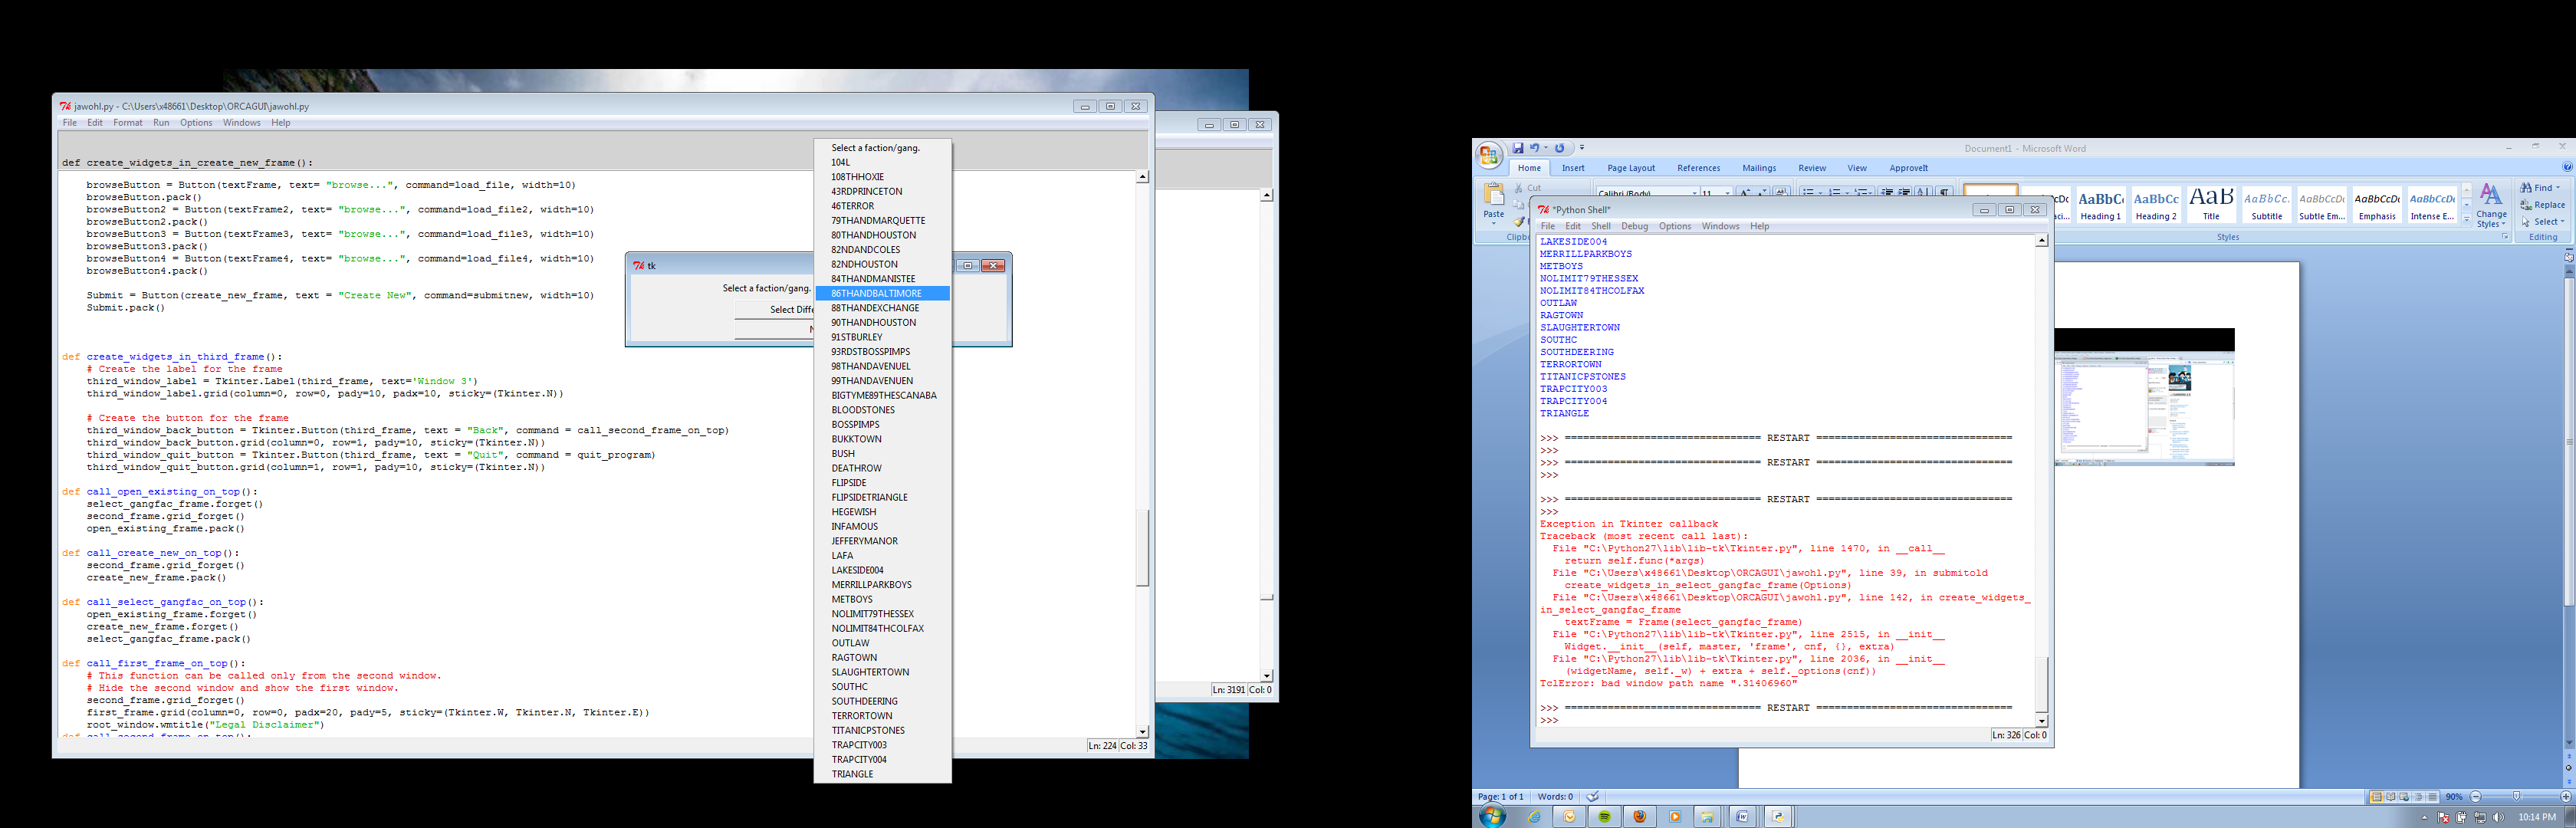 jawohl.py - C:\Users\x48661\Desktop\ORCAGUI\jawohl.py
File Edit Format Run Options Windows Help
def create_widgets_in_create_new_frame():
browseButton = Button(textFrame, text= "browse...", command=load_file, width=10)
browseButton.pack()
browseButton2 = Button(textFrame2, text= "browse...", command=load_file2, width=10)
browseButton2.pack()
browseButton3 = Button(textFrame3, text= "browse...", command=load_file3, width=10)
browseButton3.pack()
browseButton4 = Button(textFrame4, text= "browse...", command=load_file4, width=10)
browseButton4.pack()
Submit = Button(create_new_frame, text = "Create New", command=submitnew, width=10)
Submit.pack()
def create_widgets_in_third_frame():
# Create the label for the frame
third_window_label = Tkinter.Label(third_frame, text='Window 3')
third_window_label.grid(column=0, row=0, pady=10, padx=10, sticky=(Tkinter.N))
# Create the button for the frame
third_window_back_button = Tkinter.Button(third_frame, text = "Back", command = call_second_frame_on_top)
third_window_back_button.grid(column=0, row=1, pady=10, sticky=(Tkinter.N))
third_window_quit_button = Tkinter.Button(third_frame, text = "Quit", command = quit_program)
third_window_quit_button.grid(column=1, row=1, pady=10, sticky=(Tkinter.N))
def call_open_existing_on_top():
select_gangfac_frame.forget()
second_frame.grid_forget()
open_existing_frame.pack()
def call_create_new_on_top():
second_frame.grid_forget()
create_new_frame.pack()
def call_select_gangfac_on_top():
open_existing_frame.forget()
create_new_frame.forget()
select_gangfac_frame.pack()
def call_first_frame_on_top():
# This function can be called only from the second window.
# Hide the second window and show the first window.
second_frame.grid_forget()
first_frame.grid(column=0, row=0, padx=20, pady=5, sticky=(Tkinter.W, Tkinter.N, Tkinter.E))
root_window.wmtitle("Legal Disclaimer")
def call_second_frame_on_top():
Ln: 224 Col: 33
tk
Select a faction/gang.
Select Diffe
N
Select a faction/gang.
104L
108THHOXIE
43RDPRINCETON
46TERROR
79THANDMARQUETTE
80THANDHOUSTON
82NDANDCOLES
82NDHOUSTON
84THANDMANISTEE
86THANDBALTIMORE
88THANDEXCHANGE
90THANDHOUSTON
91STBURLEY
93RDSTBOSSPIMPS
98THANDAVENUEL
99THANDAVENUEN
BIGTYME89THESCANABA
BLOODSTONES
BOSSPIMPS
BUKKTOWN
BUSH
DEATHROW
FLIPSIDE
FLIPSIDETRIANGLE
HEGEWISH
INFAMOUS
JEFFERYMANOR
LAFA
LAKESIDE004
MERRILLPARKBOYS
METBOYS
NOLIMIT79THESSEX
NOLIMIT84THCOLFAX
OUTLAW
RAGTOWN
SLAUGHTERTOWN
SOUTHC
SOUTHDEERING
TERRORTOWN
TITANICPSTONES
TRAPCITY003
TRAPCITY004
TRIANGLE
Ln: 3191 Col: 0
Document1 - Microsoft Word
Home Insert Page Layout References Mailings Review View ApproveIt
Cut
Paste
Calibri (Body) 11
AaBbC AaBbCc AaB AaBbCc. AaBbCcDc AaBbCcDc AaBbCcDc
Heading 1 Heading 2 Title Subtitle Subtle Em... Emphasis Intense E...
Change Styles
Find
Replace
Select
Styles
Editing
*Python Shell*
File Edit Shell Debug Options Windows Help
LAKESIDE004
MERRILLPARKBOYS
METBOYS
NOLIMIT79THESSEX
NOLIMIT84THCOLFAX
OUTLAW
RAGTOWN
SLAUGHTERTOWN
SOUTHC
SOUTHDEERING
TERRORTOWN
TITANICPSTONES
TRAPCITY003
TRAPCITY004
TRIANGLE
>>> ================================ RESTART ================================
>>>
>>> ================================ RESTART ================================
>>>
>>> ================================ RESTART ================================
>>>
Exception in Tkinter callback
Traceback (most recent call last):
File "C:\Python27\lib\lib-tk\Tkinter.py", line 1470, in __call__
return self.func(*args)
File "C:\Users\x48661\Desktop\ORCAGUI\jawohl.py", line 39, in submitold
create_widgets_in_select_gangfac_frame(Options)
File "C:\Users\x48661\Desktop\ORCAGUI\jawohl.py", line 142, in create_widgets_
in_select_gangfac_frame
textFrame = Frame(select_gangfac_frame)
File "C:\Python27\lib\lib-tk\Tkinter.py", line 2515, in __init__
Widget.__init__(self, master, 'frame', cnf, {}, extra)
File "C:\Python27\lib\lib-tk\Tkinter.py", line 2036, in __init__
(widgetName, self._w) + extra + self._options(cnf))
TclError: bad window path name ".31406960"
>>> ================================ RESTART ================================
>>>
Ln: 326 Col: 0
Page: 1 of 1 Words: 0
90%
10:14 PM